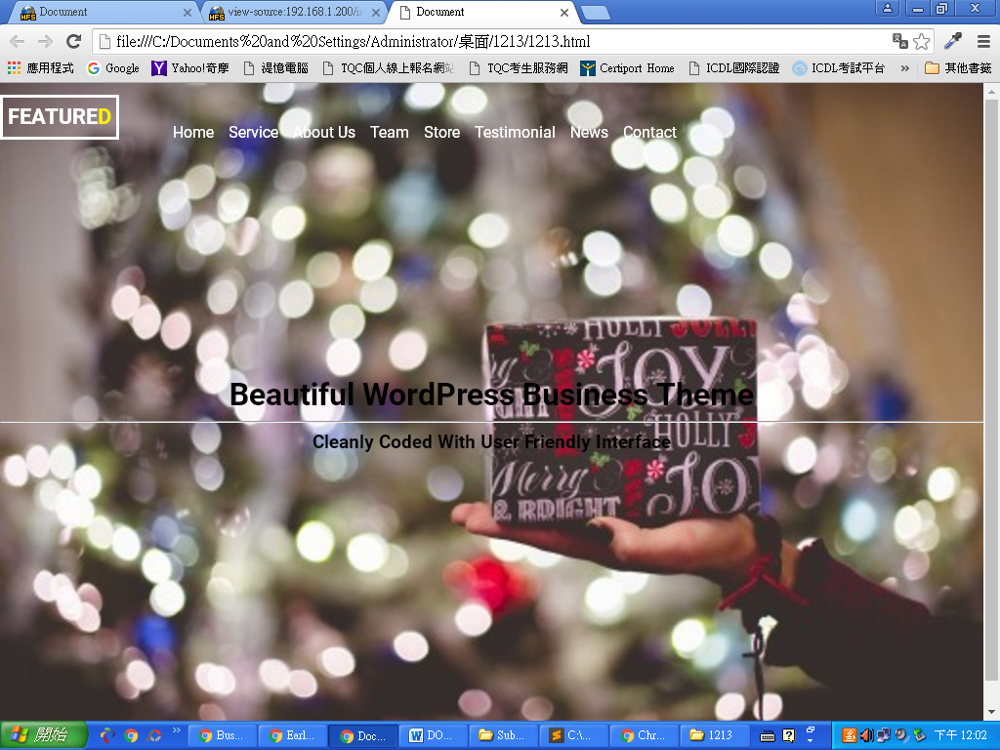 Document
view-source:192.168.1.200/in
Document
file:///C:/Documents%20and%20Settings/Administrator/桌面/1213/1213.html
應用程式 Google Yahoo!奇摩 湜憶電腦 TQC個人線上報名網站 TQC考生服務網 Certiport Home ICDL國際認證 ICDL考試平台 » 其他書籤
FEATURED
Home Service About Us Team Store Testimonial News Contact
HOLLY JOLLY
JOY
HOLLY
Merry JOY
& BRIGHT
Beautiful WordPress Business Theme
Cleanly Coded With User Friendly Interface
開始 » Bus... Earl... Doc... DO... Sub... C:\... Chr... 1213 下午 12:02